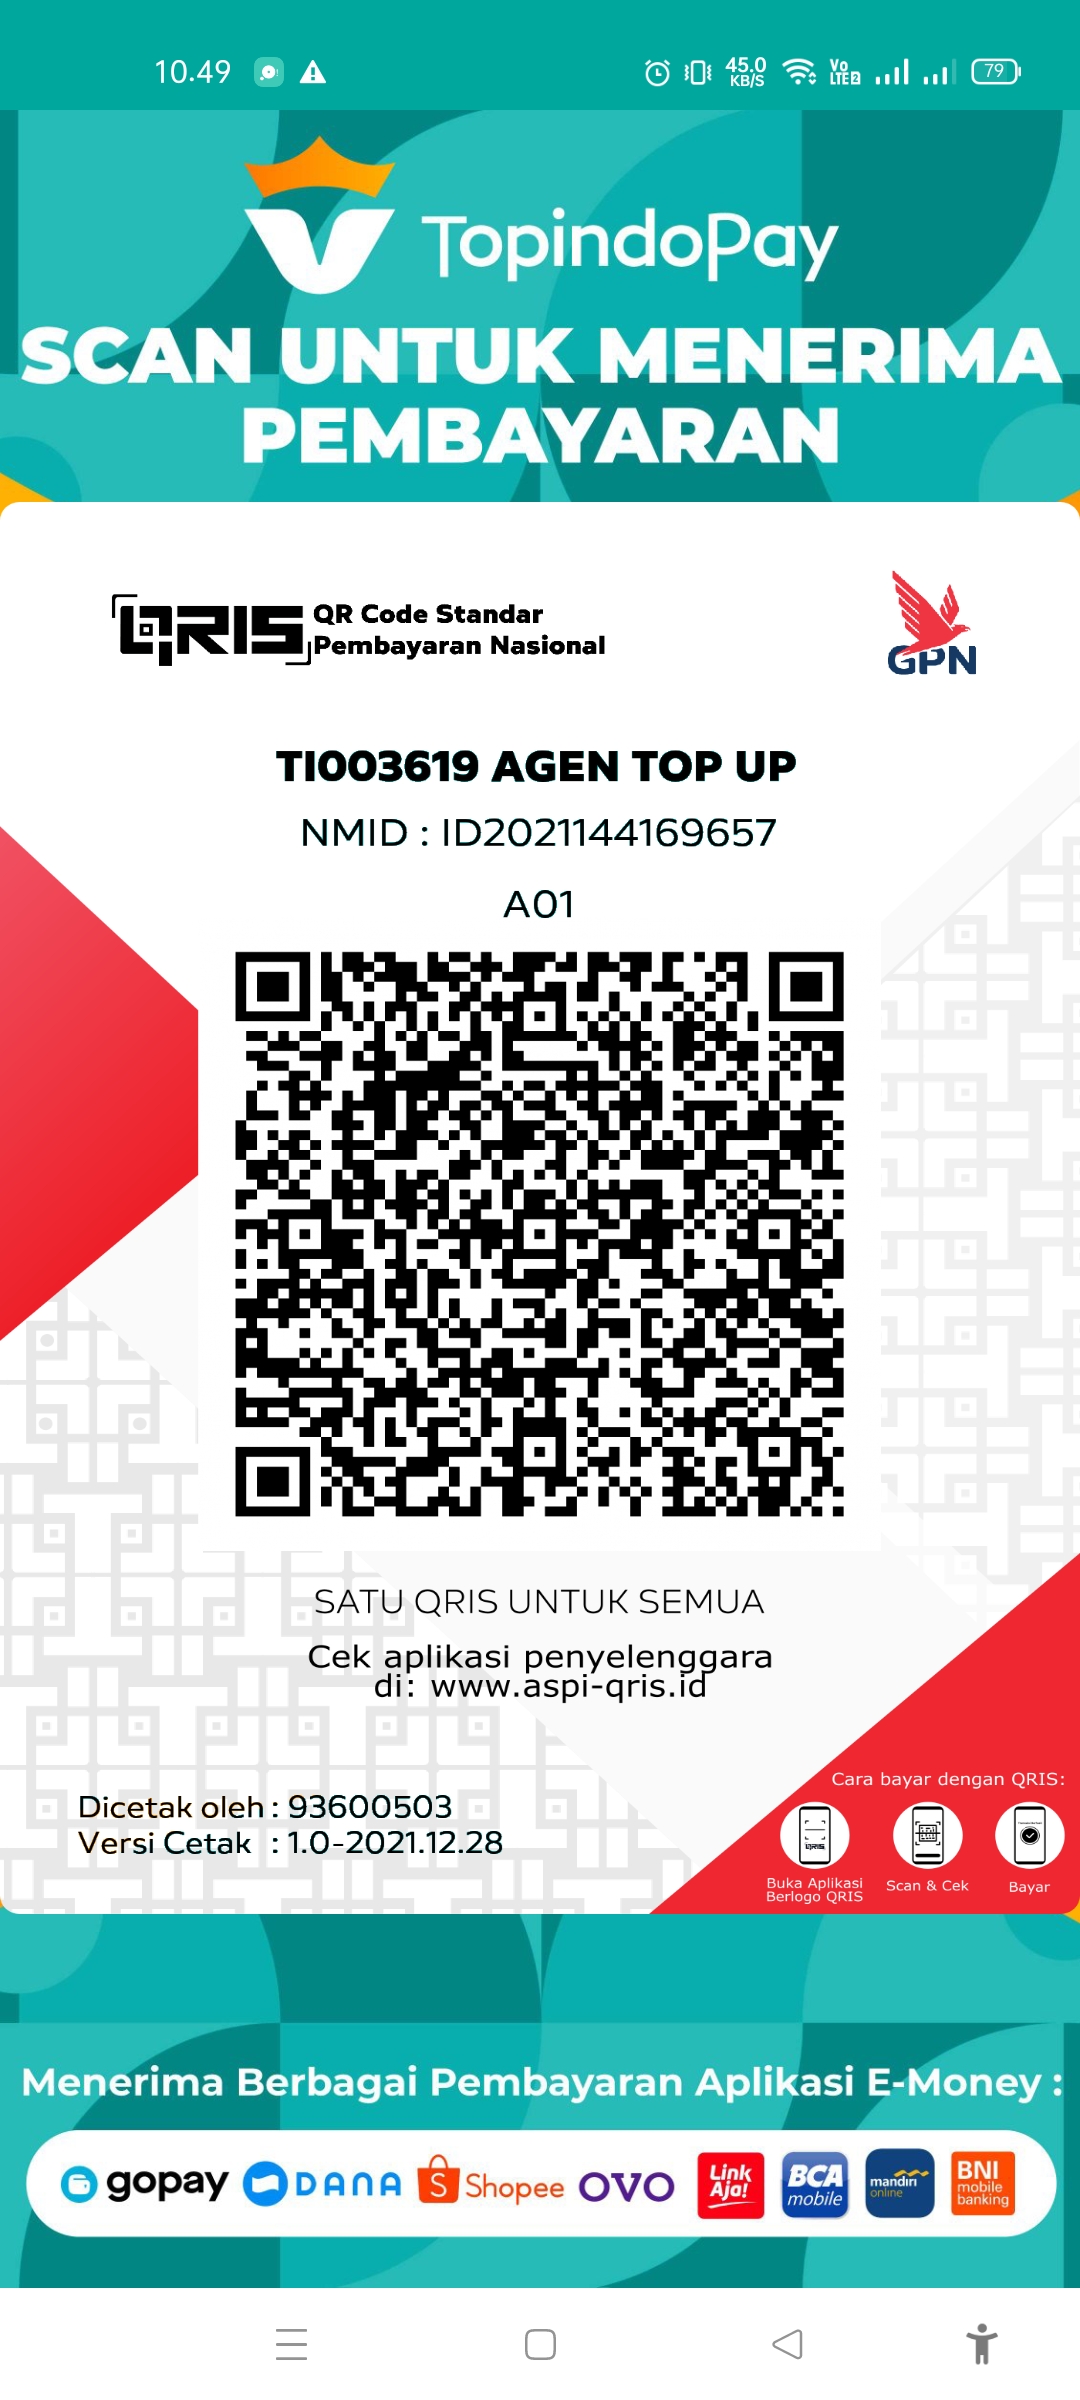 10.49
45.0
KB/S
Vo
LTE2
79
TopindoPay
SCAN UNTUK MENERIMA
PEMBAYARAN
QRIS
QR Code Standar
Pembayaran Nasional
GPN
TI003619 AGEN TOP UP
NMID : ID2021144169657
A01
SATU QRIS UNTUK SEMUA
Cek aplikasi penyelenggara
di: www.aspi-qris.id
Dicetak oleh : 93600503
Versi Cetak : 1.0-2021.12.28
Cara bayar dengan QRIS:
Buka Aplikasi
Berlogo QRIS
Scan & Cek
Bayar
Menerima Berbagai Pembayaran Aplikasi E-Money :
gopay
DANA
S Shopee
OVO
Link
Aja!
BCA
mobile
mandiri
online
BNI
mobile
banking